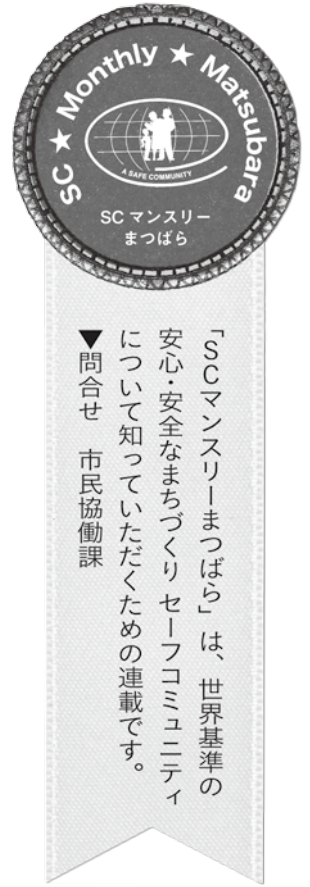 SC ★ Monthly ★ Matsubara
A SAFE COMMUNITY
SC マンスリー
まつばら
「SCマンスリーまつばら」は、世界基準の
安心・安全なまちづくり セーフコミュニティ
について知っていただくための連載です。
▼問合せ　市民協働課